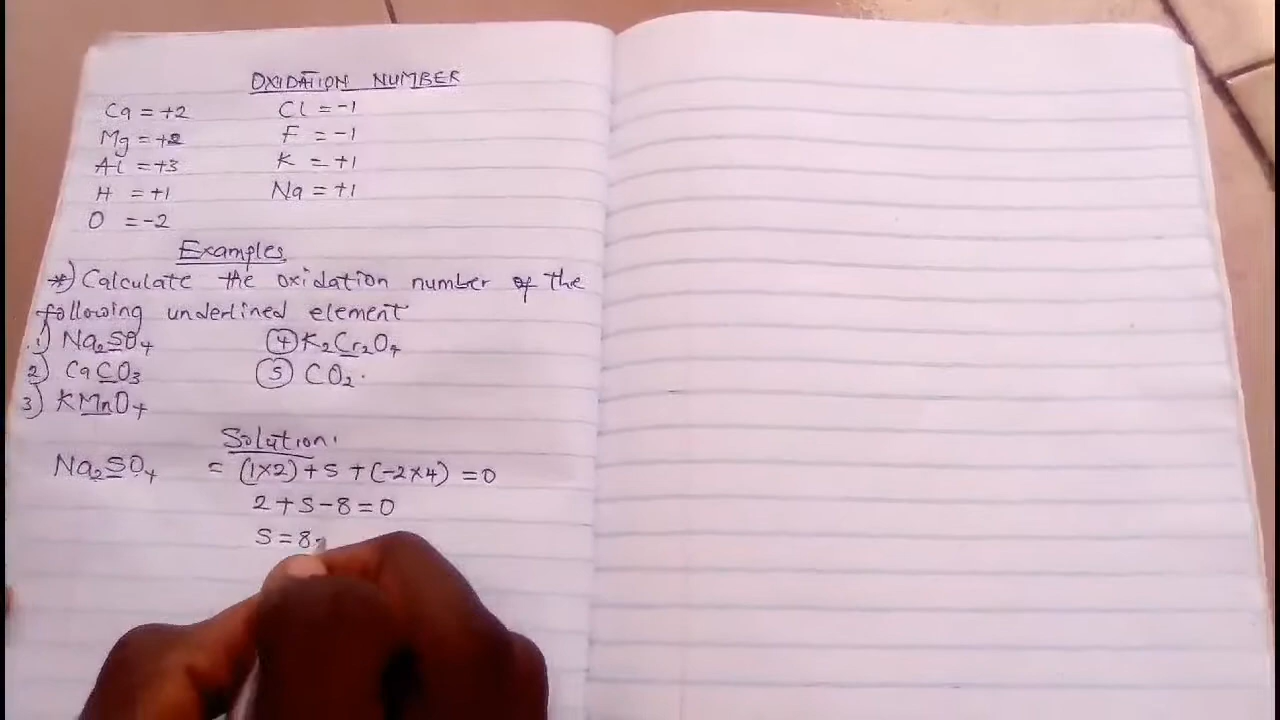 OXIDATION NUMBER
Ca = +2 Cl = -1
Mg = +2 F = -1
Al = +3 K = +1
H = +1 Na = +1
O = -2
Examples
*) Calculate the oxidation number of the
following underlined element
1) Na₂SO₄ ④ K₂Cr₂O₇
2) CaCO₃ ⑤ CO₂.
3) KMnO₄
Solution.
Na₂SO₄ = (1×2) + S + (-2×4) = 0
2 + S - 8 = 0
S = 8-